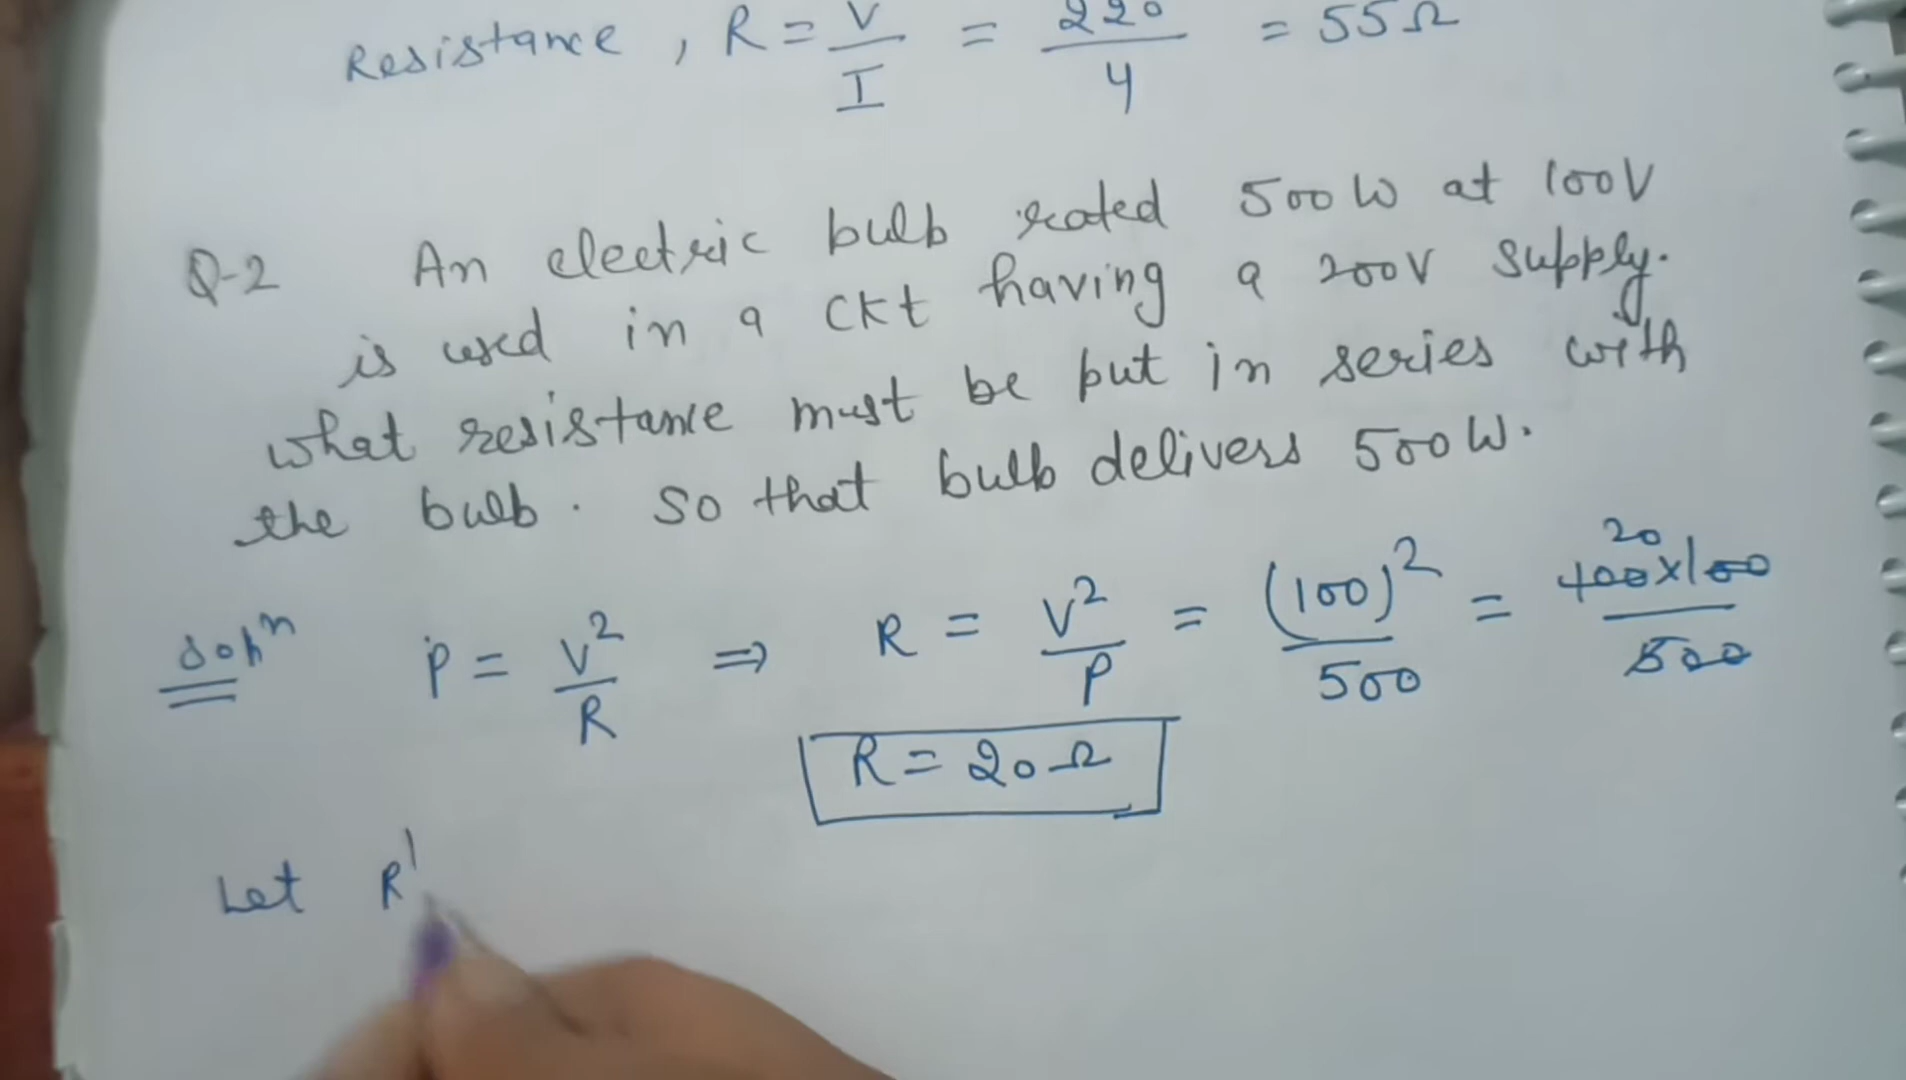 Resistance, R = V/I = 220/4 = 55Ω
Q-2 An electric bulb rated 500W at 100V
is used in a ckt having a 200V supply.
what resistance must be put in series with
the bulb. so that bulb delivers 500W.
Solⁿ P = V²/R ⇒ R = V²/P = (100)²/500 = 20 100×100/500
R = 20Ω
Let R'